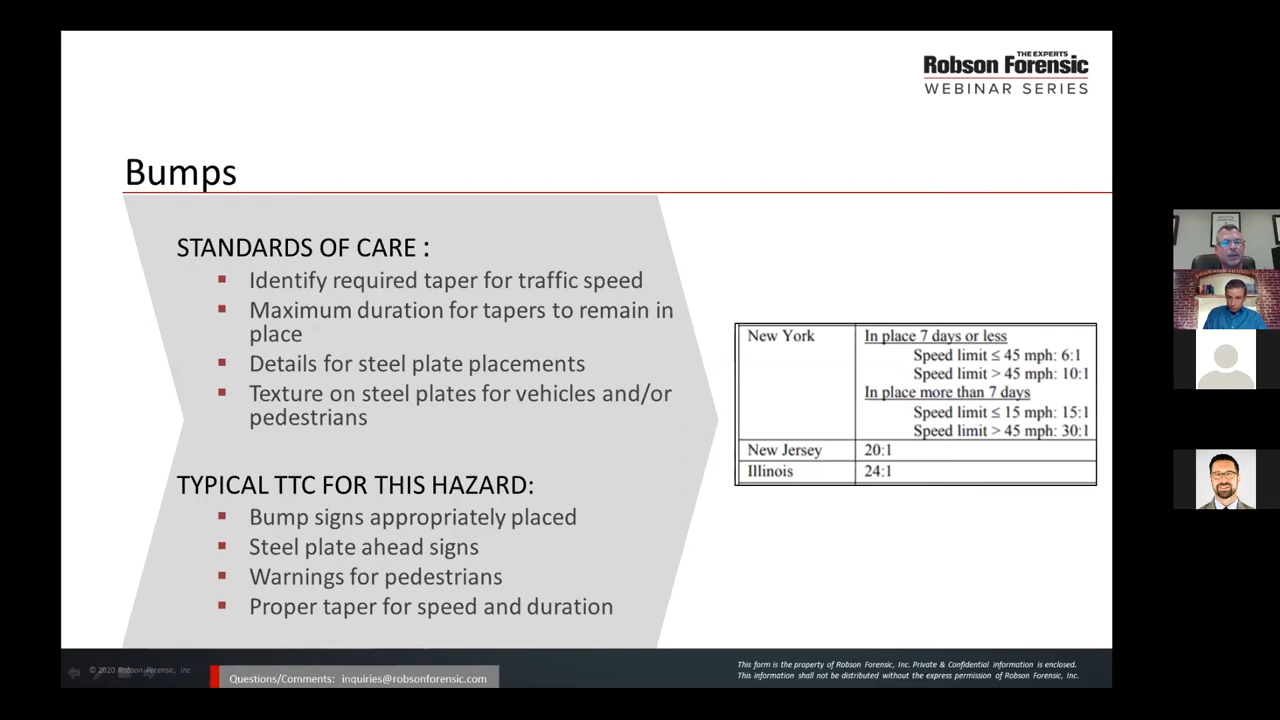 THE EXPERTS
Robson Forensic
WEBINAR SERIES
Bumps
STANDARDS OF CARE :
▪ Identify required taper for traffic speed
▪ Maximum duration for tapers to remain in
place
▪ Details for steel plate placements
▪ Texture on steel plates for vehicles and/or
pedestrians
TYPICAL TTC FOR THIS HAZARD:
▪ Bump signs appropriately placed
▪ Steel plate ahead signs
▪ Warnings for pedestrians
▪ Proper taper for speed and duration
New York In place 7 days or less
Speed limit ≤ 45 mph: 6:1
Speed limit > 45 mph: 10:1
In place more than 7 days
Speed limit ≤ 15 mph: 15:1
Speed limit > 45 mph: 30:1
New Jersey 20:1
Illinois 24:1
© 2020 Robson Forensic, Inc
Questions/Comments: inquiries@robsonforensic.com
This form is the property of Robson Forensic, Inc. Private & Confidential information is enclosed.
This information shall not be distributed without the express permission of Robson Forensic, Inc.